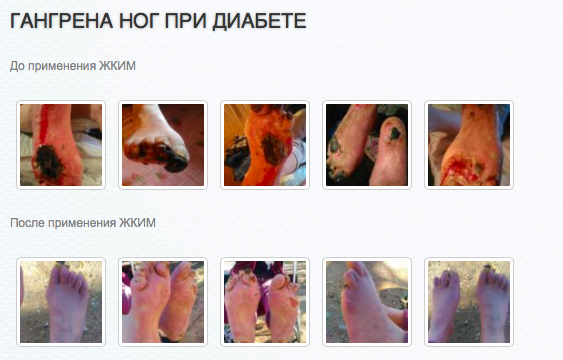 ГАНГРЕНА НОГ ПРИ ДИАБЕТЕ
До применения ЖКИМ
После применения ЖКИМ